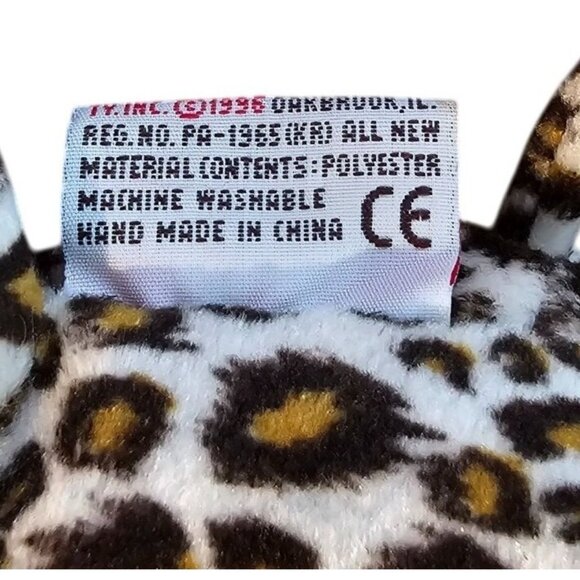 TY. INC. ©1996 OAKBROOK, IL.
REG. NO. PA-1965(KR) ALL NEW
MATERIAL CONTENTS: POLYESTER
MACHINE WASHABLE
HAND MADE IN CHINA CE